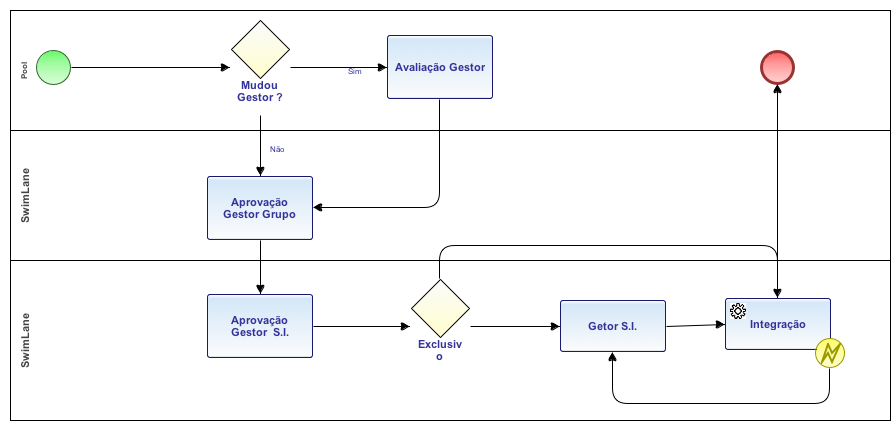 Pool
Mudou
Gestor ?
Sim
Avaliação Gestor
Não
SwimLane
Aprovação
Gestor Grupo
SwimLane
Aprovação
Gestor S.I.
Exclusiv
o
Getor S.I.
Integração